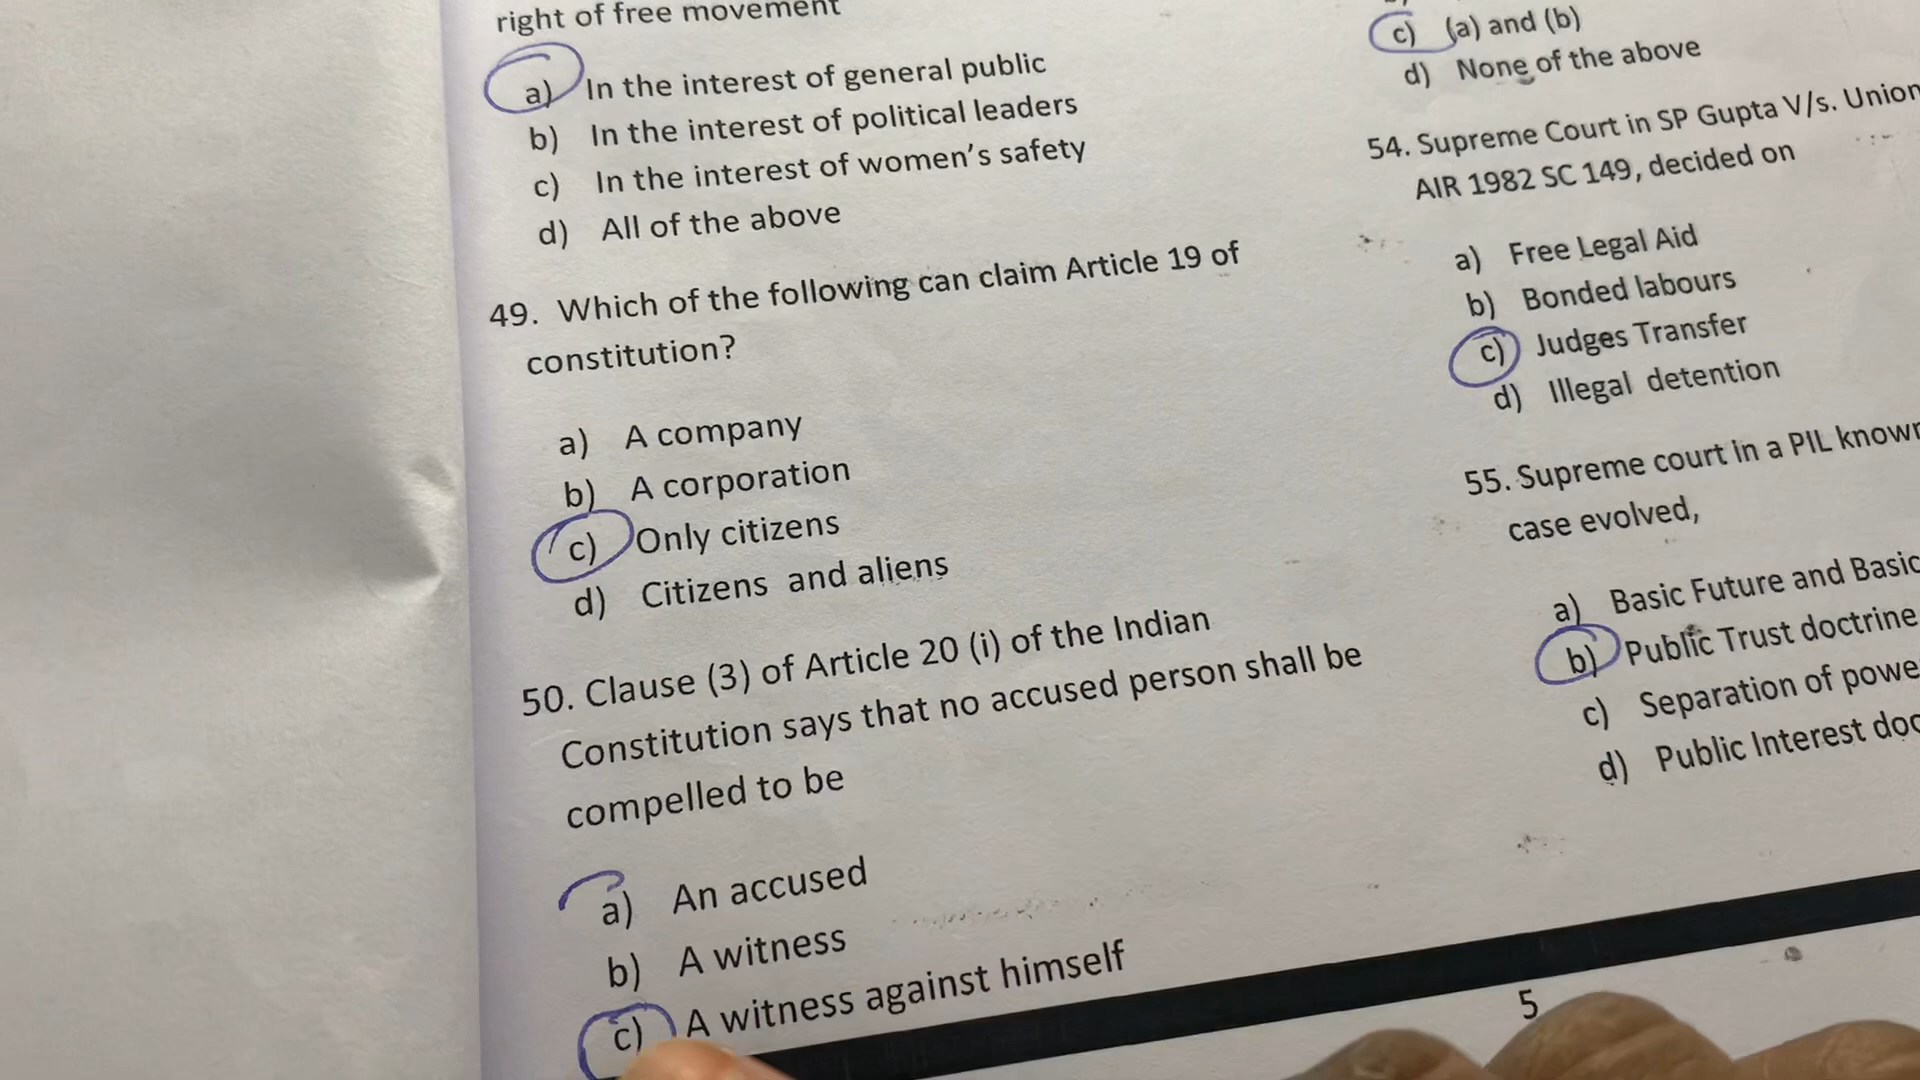 right of free movement
a) In the interest of general public
b) In the interest of political leaders
c) In the interest of women's safety
d) All of the above
49. Which of the following can claim Article 19 of
constitution?
a) A company
b) A corporation
c) Only citizens
d) Citizens and aliens
50. Clause (3) of Article 20 (i) of the Indian
Constitution says that no accused person shall be
compelled to be
a) An accused
b) A witness
c) A witness against himself
c) (a) and (b)
d) None of the above
54. Supreme Court in SP Gupta V/s. Union
AIR 1982 SC 149, decided on
a) Free Legal Aid
b) Bonded labours
c) Judges Transfer
d) Illegal detention
55. Supreme court in a PIL known
case evolved,
a) Basic Future and Basic
b) Public Trust doctrine
c) Separation of powe
d) Public Interest doc
5